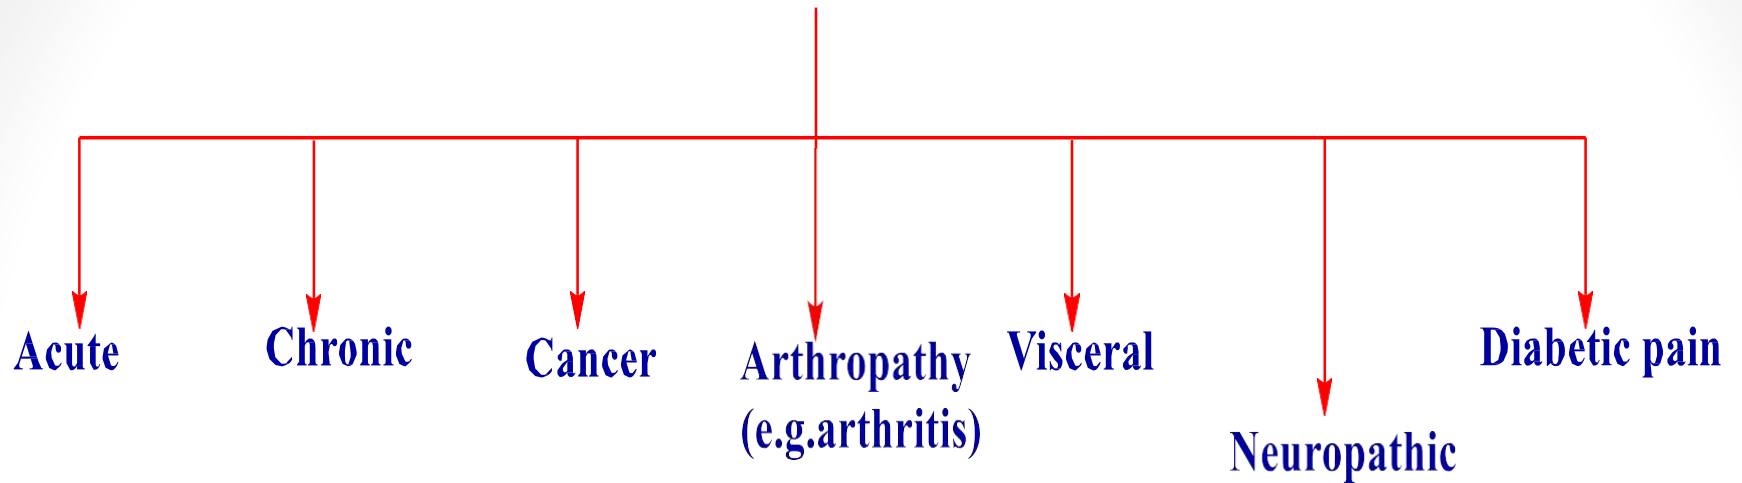 Acute
Chronic
Cancer
Arthropathy
(e.g.arthritis)
Visceral
Neuropathic
Diabetic pain